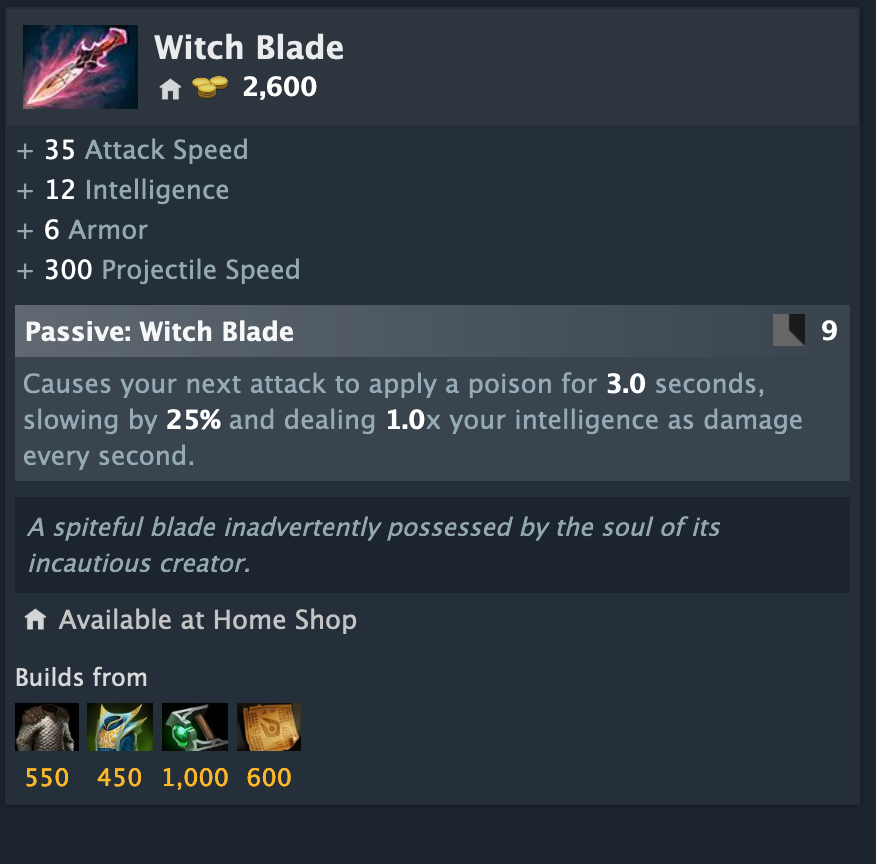 Witch Blade
2,600
+ 35 Attack Speed
+ 12 Intelligence
+ 6 Armor
+ 300 Projectile Speed
Passive: Witch Blade 9
Causes your next attack to apply a poison for 3.0 seconds,
slowing by 25% and dealing 1.0x your intelligence as damage
every second.
A spiteful blade inadvertently possessed by the soul of its
incautious creator.
Available at Home Shop
Builds from
550 450 1,000 600